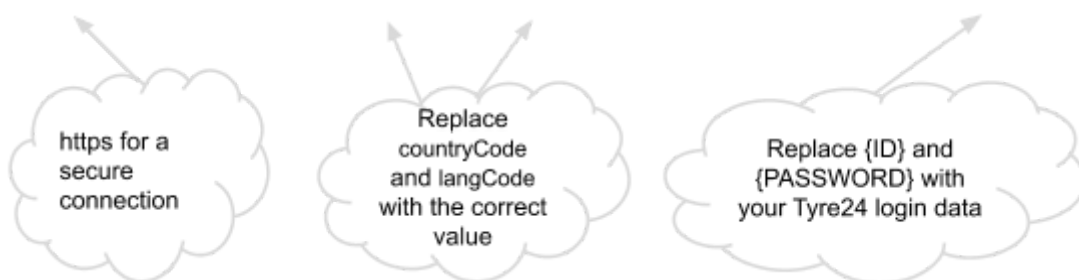 https for a
secure
connection
Replace
countryCode
and langCode
with the correct
value
Replace {ID} and
{PASSWORD} with
your Tyre24 login data